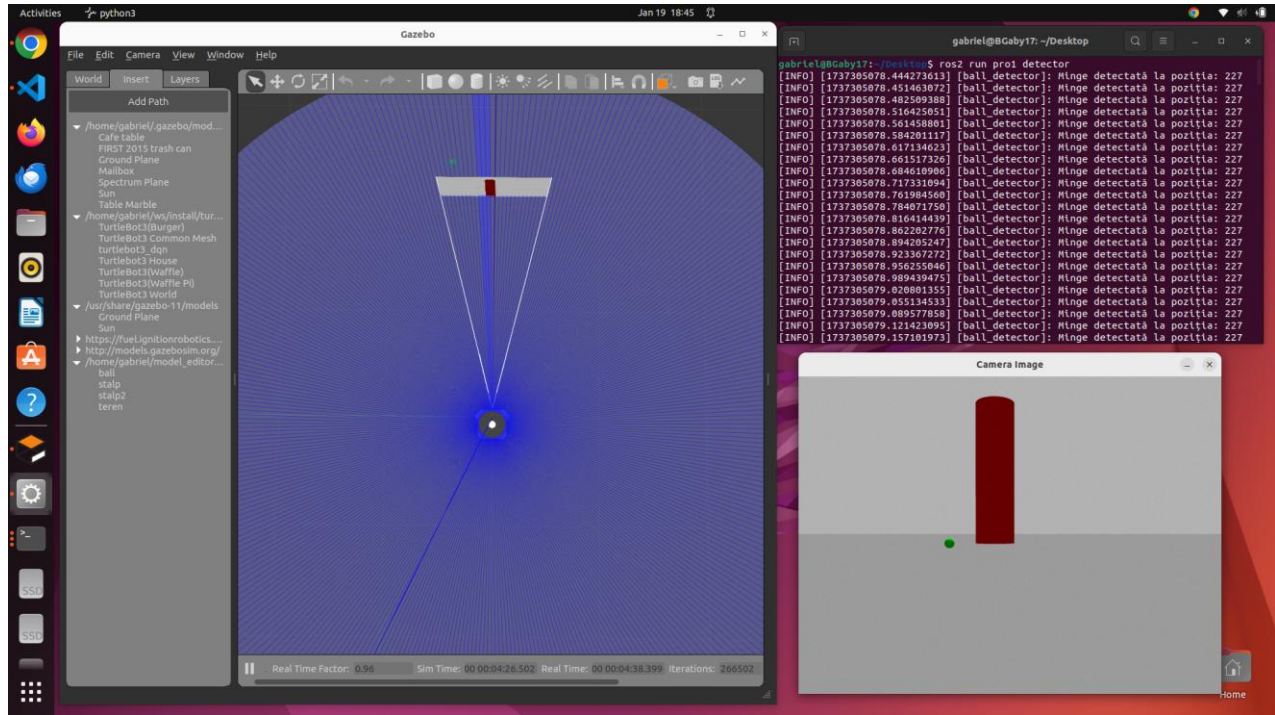 Activities
python3
Jan 19 18:45
Gazebo
File Edit Camera View Window Help
World Insert Layers
Add Path
/home/gabriel/.gazebo/mod...
Cafe table
FIRST 2015 trash can
Ground Plane
Mailbox
Spectrum Plane
Sun
Table Marble
/home/gabriel/ws/install/tur...
TurtleBot3(Burger)
TurtleBot3 Common Mesh
turtlebot3_dqn
Turtlebot3 House
TurtleBot3(Waffle)
TurtleBot3(Waffle Pi)
TurtleBot3 World
/usr/share/gazebo-11/models
Ground Plane
Sun
https://fuel.ignitionrobotics....
http://models.gazebosim.org/
/home/gabriel/model_editor...
ball
stalp
stalp2
teren
Real Time Factor: 0.96 Sim Time: 00 00:04:26.502 Real Time: 00 00:04:38.399 Iterations: 266502
gabriel@BGaby17: ~/Desktop
gabriel@BGaby17:~/Desktop$ ros2 run pro1 detector
[INFO] [1737305078.444273613] [ball_detector]: Minge detectată la poziția: 227
[INFO] [1737305078.451463072] [ball_detector]: Minge detectată la poziția: 227
[INFO] [1737305078.482509388] [ball_detector]: Minge detectată la poziția: 227
[INFO] [1737305078.516425051] [ball_detector]: Minge detectată la poziția: 227
[INFO] [1737305078.561458801] [ball_detector]: Minge detectată la poziția: 227
[INFO] [1737305078.584201117] [ball_detector]: Minge detectată la poziția: 227
[INFO] [1737305078.617134623] [ball_detector]: Minge detectată la poziția: 227
[INFO] [1737305078.661517326] [ball_detector]: Minge detectată la poziția: 227
[INFO] [1737305078.684610906] [ball_detector]: Minge detectată la poziția: 227
[INFO] [1737305078.717331094] [ball_detector]: Minge detectată la poziția: 227
[INFO] [1737305078.761984560] [ball_detector]: Minge detectată la poziția: 227
[INFO] [1737305078.784071750] [ball_detector]: Minge detectată la poziția: 227
[INFO] [1737305078.816414439] [ball_detector]: Minge detectată la poziția: 227
[INFO] [1737305078.862202776] [ball_detector]: Minge detectată la poziția: 227
[INFO] [1737305078.894205247] [ball_detector]: Minge detectată la poziția: 227
[INFO] [1737305078.923367272] [ball_detector]: Minge detectată la poziția: 227
[INFO] [1737305078.956255046] [ball_detector]: Minge detectată la poziția: 227
[INFO] [1737305078.989439475] [ball_detector]: Minge detectată la poziția: 227
[INFO] [1737305079.020801355] [ball_detector]: Minge detectată la poziția: 227
[INFO] [1737305079.055134533] [ball_detector]: Minge detectată la poziția: 227
[INFO] [1737305079.089577858] [ball_detector]: Minge detectată la poziția: 227
[INFO] [1737305079.121423095] [ball_detector]: Minge detectată la poziția: 227
[INFO] [1737305079.157101973] [ball_detector]: Minge detectată la poziția: 227
Camera Image
SSD
SSD
Home